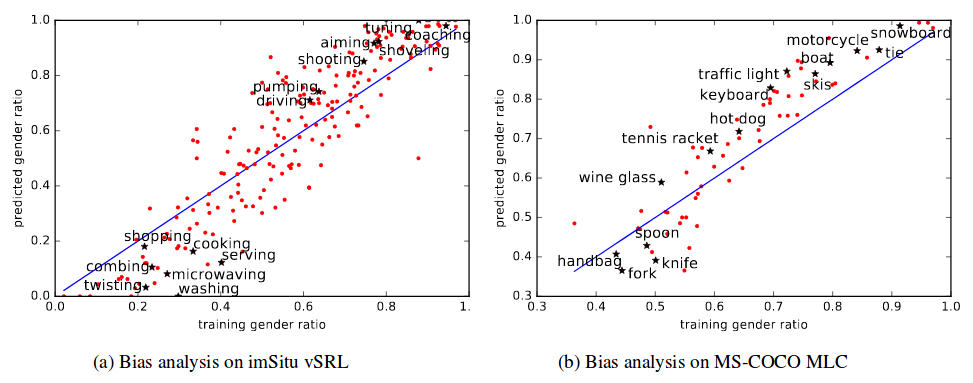 1.0
0.8
0.6
0.4
0.2
0.0
0.0 0.2 0.4 0.6 0.8 1.
predicted gender ratio
training gender ratio
tuning
coaching
aiming
shoveling
shooting
pumping
driving
shopping
cooking
serving
combing
microwaving
twisting
washing
(a) Bias analysis on imSitu vSRL
1.0
0.9
0.8
0.7
0.6
0.5
0.4
0.3
0.3 0.4 0.5 0.6 0.7 0.8 0.9 1.0
predicted gender ratio
training gender ratio
snowboard
motorcycle
tie
boat
traffic light
skis
keyboard
hot dog
tennis racket
wine glass
spoon
handbag
knife
fork
(b) Bias analysis on MS-COCO MLC